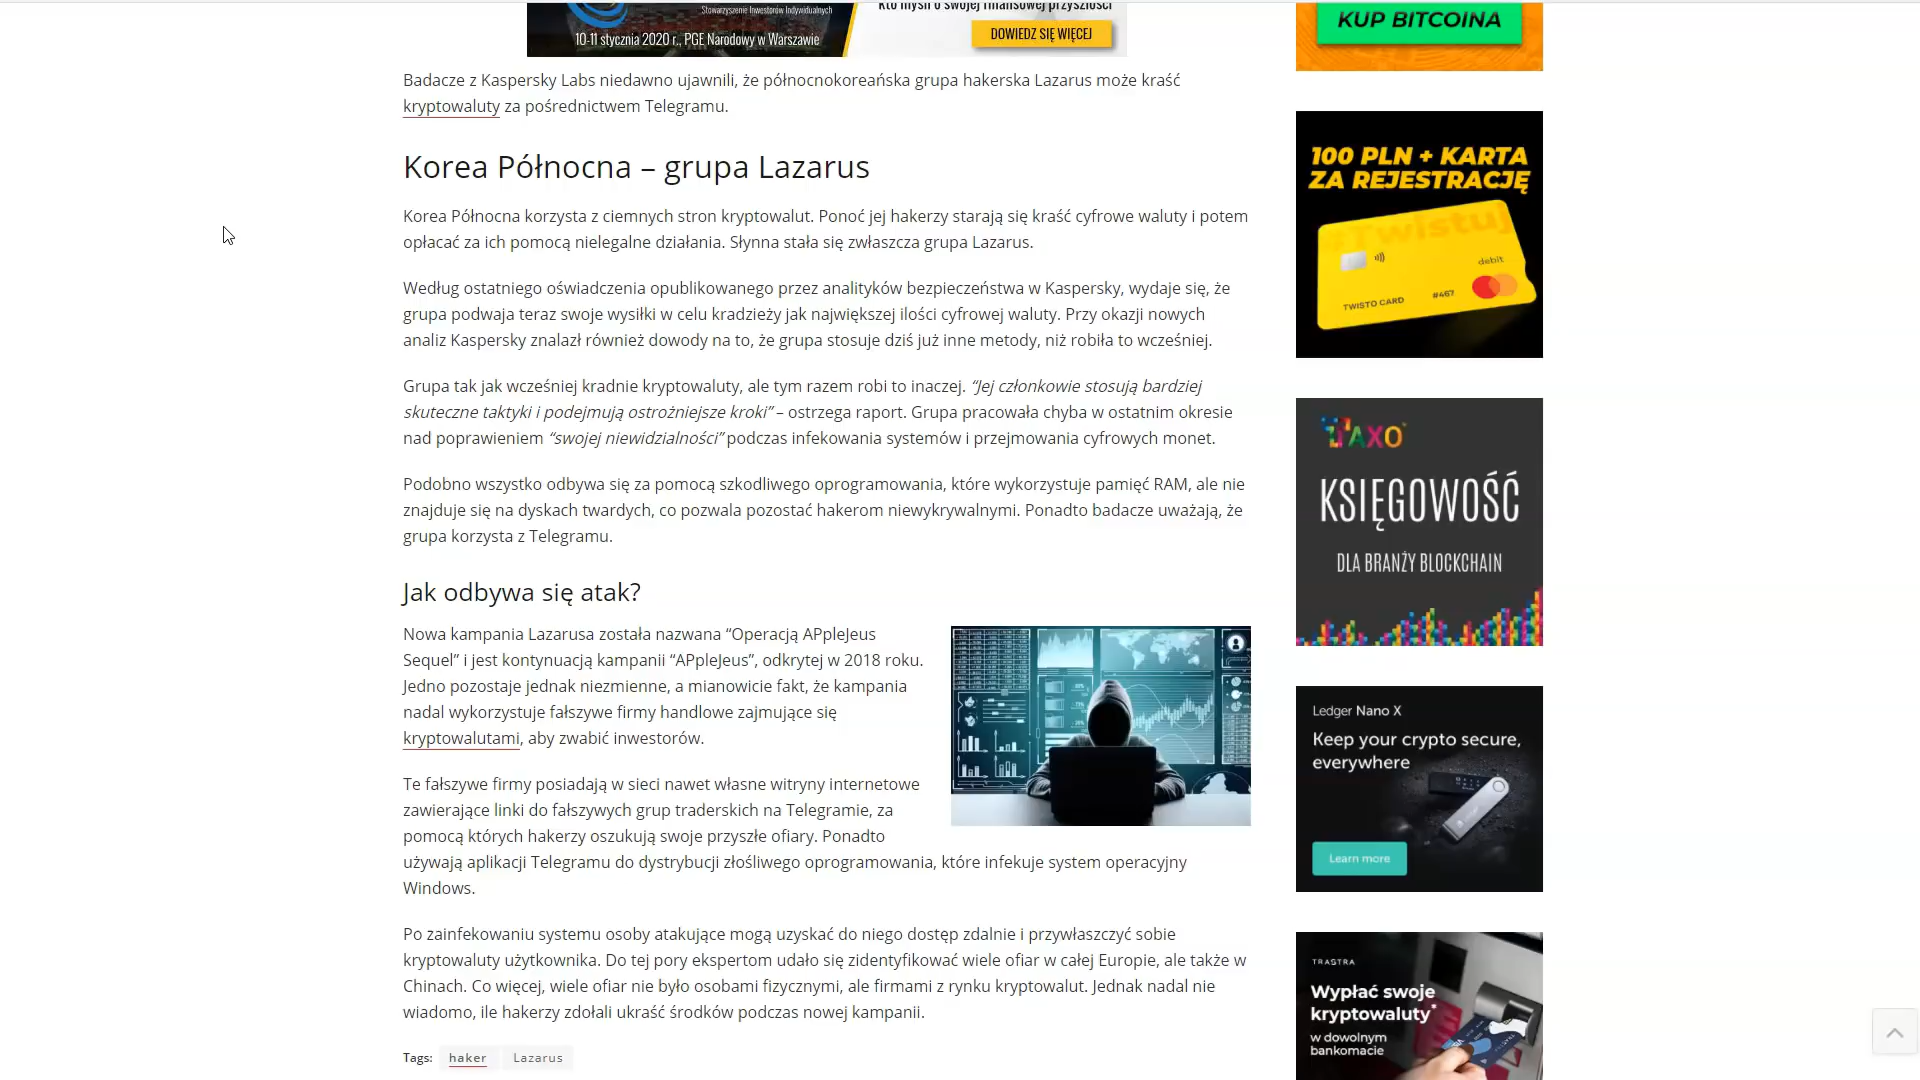 Stowarzyszenie Inwestorów Indywidualnych
10-11 stycznia 2020 r., PGE Narodowy w Warszawie
kto myśli o swojej finansowej przyszłości
DOWIEDZ SIĘ WIĘCEJ
Badacze z Kaspersky Labs niedawno ujawnili, że północnokoreańska grupa hakerska Lazarus może kraść
kryptowaluty za pośrednictwem Telegramu.
Korea Północna – grupa Lazarus
Korea Północna korzysta z ciemnych stron kryptowalut. Ponoć jej hakerzy starają się kraść cyfrowe waluty i potem
opłacać za ich pomocą nielegalne działania. Słynna stała się zwłaszcza grupa Lazarus.
Według ostatniego oświadczenia opublikowanego przez analityków bezpieczeństwa w Kaspersky, wydaje się, że
grupa podwaja teraz swoje wysiłki w celu kradzieży jak największej ilości cyfrowej waluty. Przy okazji nowych
analiz Kaspersky znalazł również dowody na to, że grupa stosuje dziś już inne metody, niż robiła to wcześniej.
Grupa tak jak wcześniej kradnie kryptowaluty, ale tym razem robi to inaczej. “Jej członkowie stosują bardziej
skuteczne taktyki i podejmują ostrożniejsze kroki” – ostrzega raport. Grupa pracowała chyba w ostatnim okresie
nad poprawieniem “swojej niewidzialności” podczas infekowania systemów i przejmowania cyfrowych monet.
Podobno wszystko odbywa się za pomocą szkodliwego oprogramowania, które wykorzystuje pamięć RAM, ale nie
znajduje się na dyskach twardych, co pozwala pozostać hakerom niewykrywalnymi. Ponadto badacze uważają, że
grupa korzysta z Telegramu.
Jak odbywa się atak?
Nowa kampania Lazarusa została nazwana “Operacją APpleJeus
Sequel” i jest kontynuacją kampanii “APpleJeus”, odkrytej w 2018 roku.
Jedno pozostaje jednak niezmienne, a mianowicie fakt, że kampania
nadal wykorzystuje fałszywe firmy handlowe zajmujące się
kryptowalutami, aby zwabić inwestorów.
Te fałszywe firmy posiadają w sieci nawet własne witryny internetowe
zawierające linki do fałszywych grup traderskich na Telegramie, za
pomocą których hakerzy oszukują swoje przyszłe ofiary. Ponadto
używają aplikacji Telegramu do dystrybucji złośliwego oprogramowania, które infekuje system operacyjny
Windows.
Po zainfekowaniu systemu osoby atakujące mogą uzyskać do niego dostęp zdalnie i przywłaszczyć sobie
kryptowaluty użytkownika. Do tej pory ekspertom udało się zidentyfikować wiele ofiar w całej Europie, ale także w
Chinach. Co więcej, wiele ofiar nie było osobami fizycznymi, ale firmami z rynku kryptowalut. Jednak nadal nie
wiadomo, ile hakerzy zdołali ukraść środków podczas nowej kampanii.
Tags: haker Lazarus
KUP BITCOINA
100 PLN + KARTA
ZA REJESTRACJĘ
#Twistuj
debit
TWISTO CARD #467
TAXO
KSIĘGOWOŚĆ
DLA BRANŻY BLOCKCHAIN
Ledger Nano X
Keep your crypto secure,
everywhere
Learn more
TRASTRA
Wypłać swoje
kryptowaluty*
w dowolnym
bankomacie